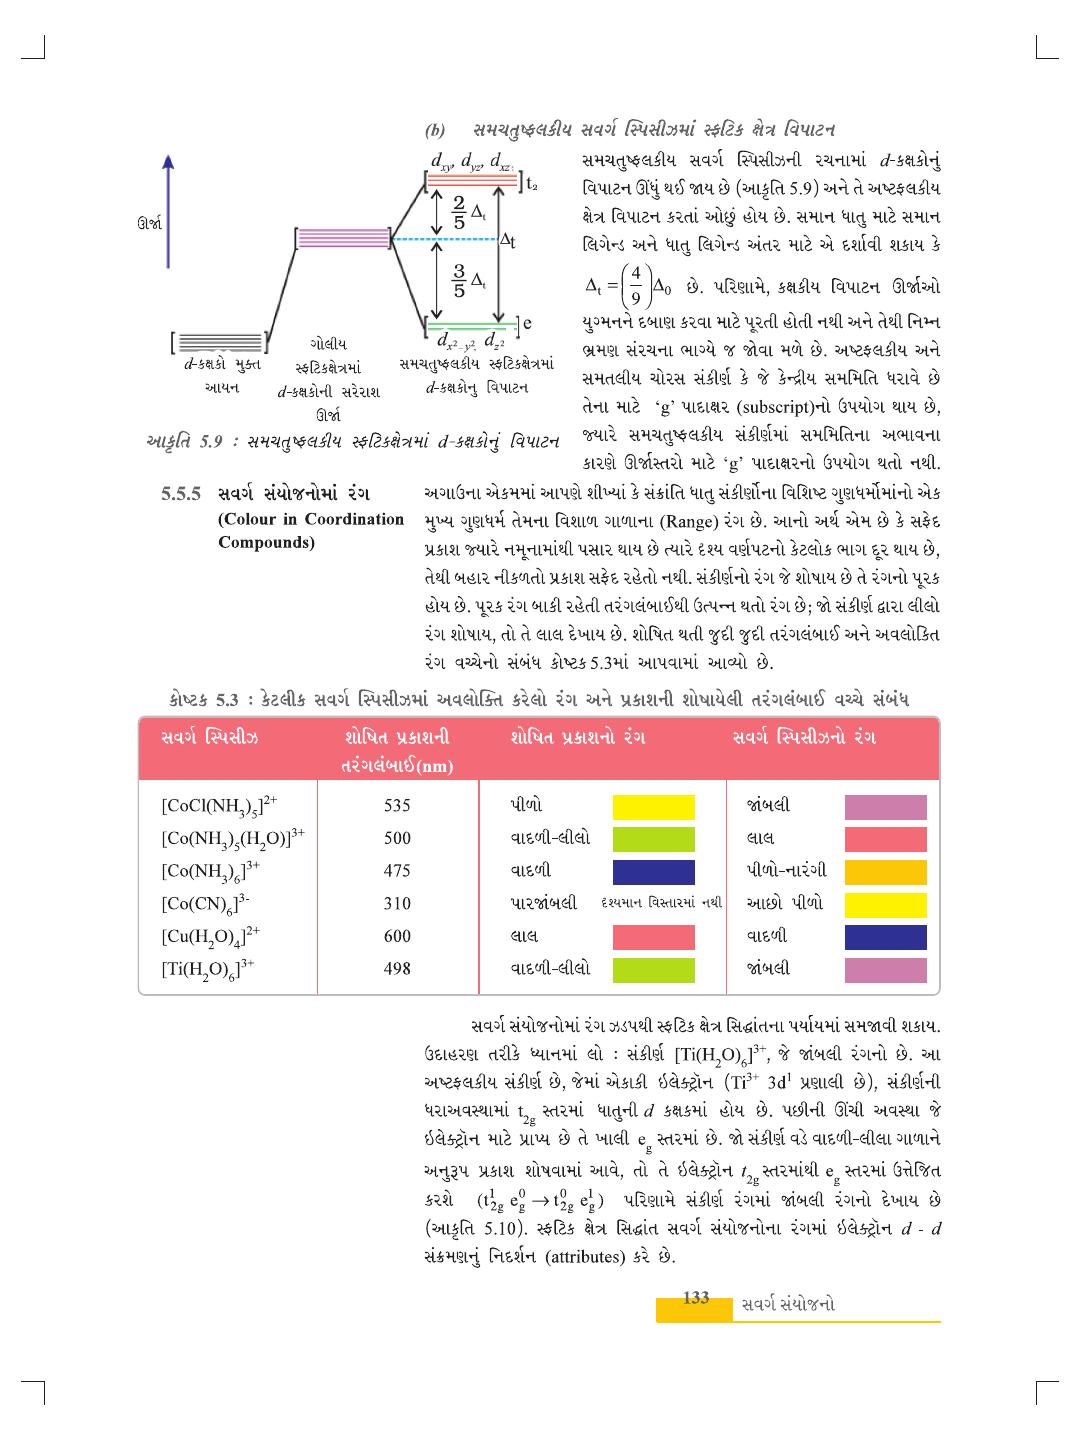 (b) સમચતુષ્ફલકીય સવર્ગ સ્પિસીઝમાં સ્ફટિક ક્ષેત્ર વિપાટન
ઊર્જા
dxy, dyz, dxz
t₂
2/5 Δt
Δt
3/5 Δt
e
dx²–y², dz²
d-કક્ષકો મુક્ત
આયન
ગોલીય
સ્ફટિકક્ષેત્રમાં
d-કક્ષકોની સરેરાશ
ઊર્જા
સમચતુષ્ફલકીય સ્ફટિકક્ષેત્રમાં
d-કક્ષકોનુ વિપાટન
આકૃતિ 5.9 : સમચતુષ્ફલકીય સ્ફટિકક્ષેત્રમાં d-કક્ષકોનું વિપાટન
સમચતુષ્ફલકીય સવર્ગ સ્પિસીઝની રચનામાં d-કક્ષકોનું
વિપાટન ઊંધું થઈ જાય છે (આકૃતિ 5.9) અને તે અષ્ટફલકીય
ક્ષેત્ર વિપાટન કરતાં ઓછું હોય છે. સમાન ધાતુ માટે સમાન
લિગેન્ડ અને ધાતુ લિગેન્ડ અંતર માટે એ દર્શાવી શકાય કે
Δt = (4/9) Δ0 છે. પરિણામે, કક્ષકીય વિપાટન ઊર્જાઓ
યુગ્મનને દબાણ કરવા માટે પૂરતી હોતી નથી અને તેથી નિમ્ન
ભ્રમણ સંરચના ભાગ્યે જ જોવા મળે છે. અષ્ટફલકીય અને
સમતલીય ચોરસ સંકીર્ણ કે જે કેન્દ્રીય સમમિતિ ધરાવે છે
તેના માટે ‘g’ પાદાક્ષર (subscript)નો ઉપયોગ થાય છે,
જ્યારે સમચતુષ્ફલકીય સંકીર્ણમાં સમમિતિના અભાવના
કારણે ઊર્જાસ્તરો માટે ‘g’ પાદાક્ષરનો ઉપયોગ થતો નથી.
5.5.5 સવર્ગ સંયોજનોમાં રંગ
(Colour in Coordination
Compounds)
અગાઉના એકમમાં આપણે શીખ્યાં કે સંક્રાંતિ ધાતુ સંકીર્ણોના વિશિષ્ટ ગુણધર્મોમાંનો એક
મુખ્ય ગુણધર્મ તેમના વિશાળ ગાળાના (Range) રંગ છે. આનો અર્થ એમ છે કે સફેદ
પ્રકાશ જ્યારે નમૂનામાંથી પસાર થાય છે ત્યારે દૃશ્ય વર્ણપટનો કેટલોક ભાગ દૂર થાય છે,
તેથી બહાર નીકળતો પ્રકાશ સફેદ રહેતો નથી. સંકીર્ણનો રંગ જે શોષાય છે તે રંગનો પૂરક
હોય છે. પૂરક રંગ બાકી રહેતી તરંગલંબાઈથી ઉત્પન્ન થતો રંગ છે; જો સંકીર્ણ દ્વારા લીલો
રંગ શોષાય, તો તે લાલ દેખાય છે. શોષિત થતી જુદી જુદી તરંગલંબાઈ અને અવલોકિત
રંગ વચ્ચેનો સંબંધ કોષ્ટક 5.3માં આપવામાં આવ્યો છે.
કોષ્ટક 5.3 : કેટલીક સવર્ગ સ્પિસીઝમાં અવલોક્તિ કરેલો રંગ અને પ્રકાશની શોષાયેલી તરંગલંબાઈ વચ્ચે સંબંધ
સવર્ગ સ્પિસીઝ શોષિત પ્રકાશની શોષિત પ્રકાશનો રંગ સવર્ગ સ્પિસીઝનો રંગ
તરંગલંબાઈ(nm)
[CoCl(NH₃)₅]²⁺ 535 પીળો જાંબલી
[Co(NH₃)₅(H₂O)]³⁺ 500 વાદળી-લીલો લાલ
[Co(NH₃)₆]³⁺ 475 વાદળી પીળો-નારંગી
[Co(CN)₆]³⁻ 310 પારજાંબલી દૃશ્યમાન વિસ્તારમાં નથી આછો પીળો
[Cu(H₂O)₄]²⁺ 600 લાલ વાદળી
[Ti(H₂O)₆]³⁺ 498 વાદળી-લીલો જાંબલી
સવર્ગ સંયોજનોમાં રંગ ઝડપથી સ્ફટિક ક્ષેત્ર સિદ્ધાંતના પર્યાયમાં સમજાવી શકાય.
ઉદાહરણ તરીકે ધ્યાનમાં લો : સંકીર્ણ [Ti(H₂O)₆]³⁺, જે જાંબલી રંગનો છે. આ
અષ્ટફલકીય સંકીર્ણ છે, જેમાં એકાકી ઇલેક્ટ્રૉન (Ti³⁺ 3d¹ પ્રણાલી છે), સંકીર્ણની
ધરાઅવસ્થામાં t2g સ્તરમાં ધાતુની d કક્ષકમાં હોય છે. પછીની ઊંચી અવસ્થા જે
ઇલેક્ટ્રૉન માટે પ્રાપ્ય છે તે ખાલી eg સ્તરમાં છે. જો સંકીર્ણ વડે વાદળી-લીલા ગાળાને
અનુરૂપ પ્રકાશ શોષવામાં આવે, તો તે ઇલેક્ટ્રૉન t2g સ્તરમાંથી eg સ્તરમાં ઉત્તેજિત
કરશે (t¹2g e⁰g → t⁰2g e¹g) પરિણામે સંકીર્ણ રંગમાં જાંબલી રંગનો દેખાય છે
(આકૃતિ 5.10). સ્ફટિક ક્ષેત્ર સિદ્ધાંત સવર્ગ સંયોજનોના રંગમાં ઇલેક્ટ્રૉન d - d
સંક્રમણનું નિદર્શન (attributes) કરે છે.
133 સવર્ગ સંયોજનો